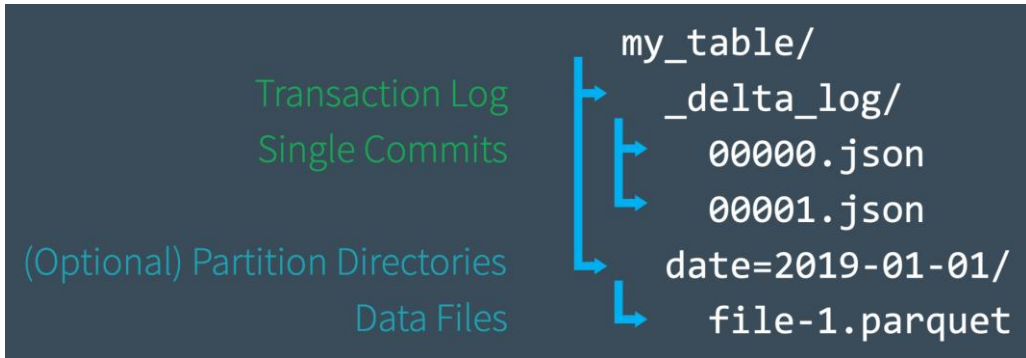 my_table/
Transaction Log _delta_log/
Single Commits 00000.json
00001.json
(Optional) Partition Directories date=2019-01-01/
Data Files file-1.parquet